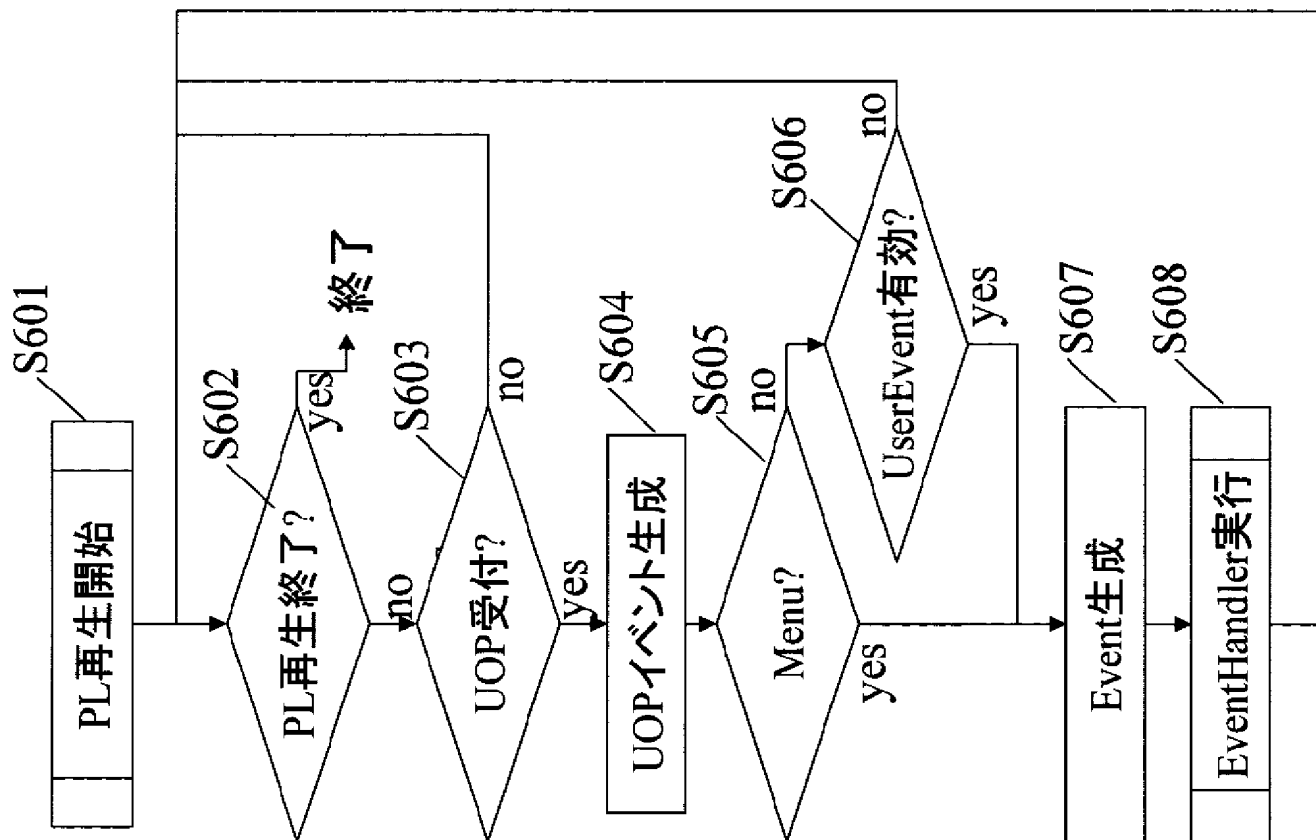 S601
PL再生開始
S602
PL再生終了?
yes
終了
no
S603
UOP受付?
no
yes
S604
UOPイベント生成
S605
Menu?
no
yes
S606
UserEvent有効?
no
yes
S607
Event生成
S608
EventHandler実行